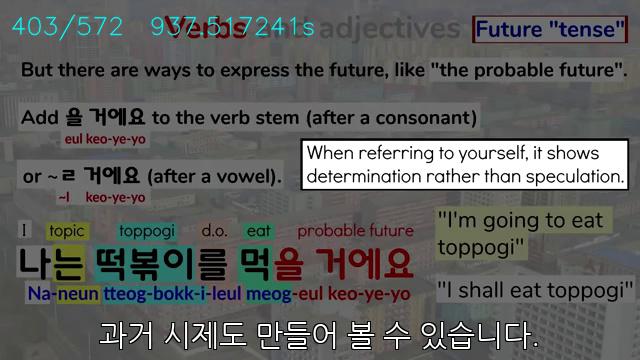 403/572 937.517241s
Verbs and adjectives
Future "tense"
But there are ways to express the future, like "the probable future".
Add 을 거에요 to the verb stem (after a consonant)
eul keo-ye-yo
or ~ㄹ 거에요 (after a vowel).
~l keo-ye-yo
When referring to yourself, it shows
determination rather than speculation.
I topic toppogi d.o. eat probable future
나는 떡볶이를 먹을 거에요
Na-neun tteog-bokk-i-leul meog-eul keo-ye-yo
"I'm going to eat
toppogi"
"I shall eat toppogi"
과거 시제도 만들어 볼 수 있습니다.